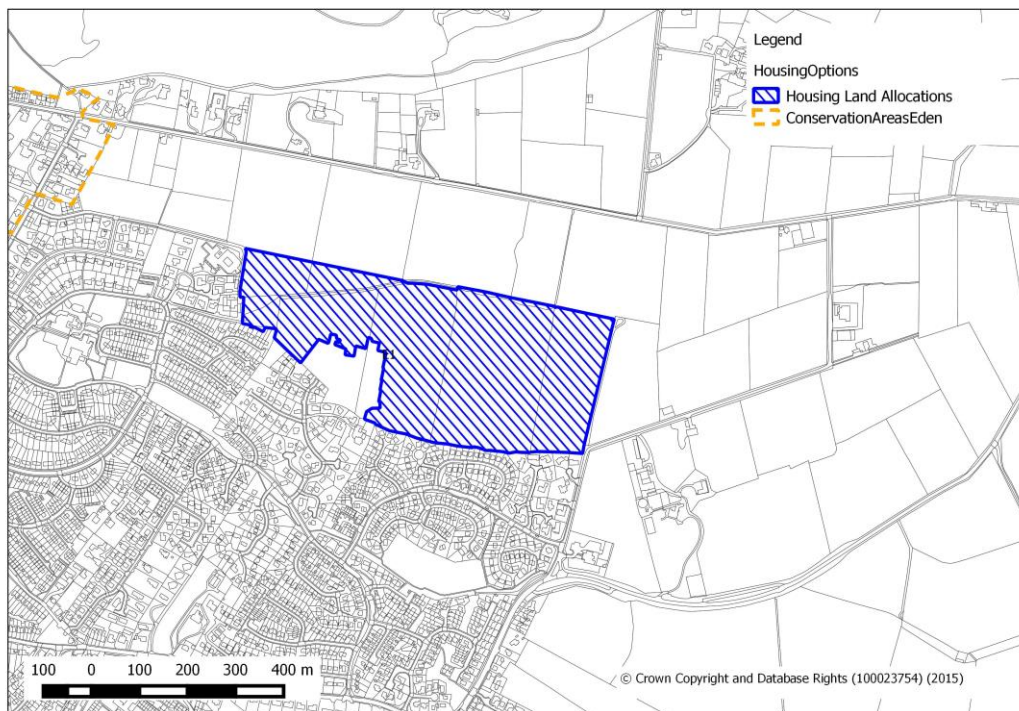 Legend
HousingOptions
Housing Land Allocations
ConservationAreasEden
100 0 100 200 300 400 m
© Crown Copyright and Database Rights (100023754) (2015)